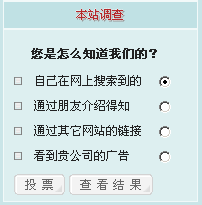 本站调查
您是怎么知道我们的？
自己在网上搜索到的
通过朋友介绍得知
通过其它网站的链接
看到贵公司的广告
投 票 查 看 结 果